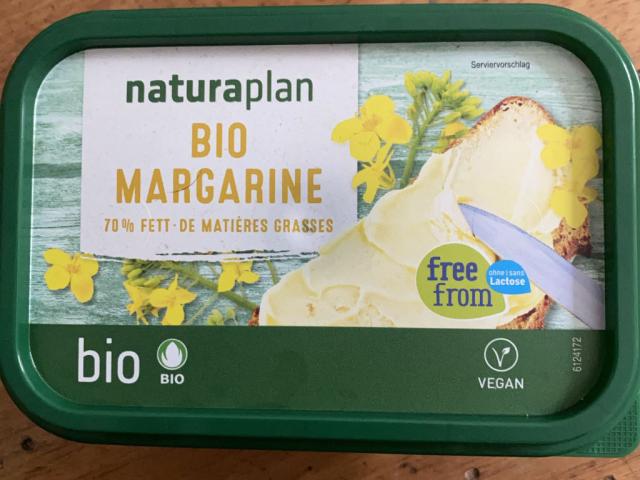 Serviervorschlag
naturaplan
BIO
MARGARINE
70% FETT · DE MATIÈRES GRASSES
free
from
ohne | sans
Lactose
bio
BIO
V
VEGAN
6124172